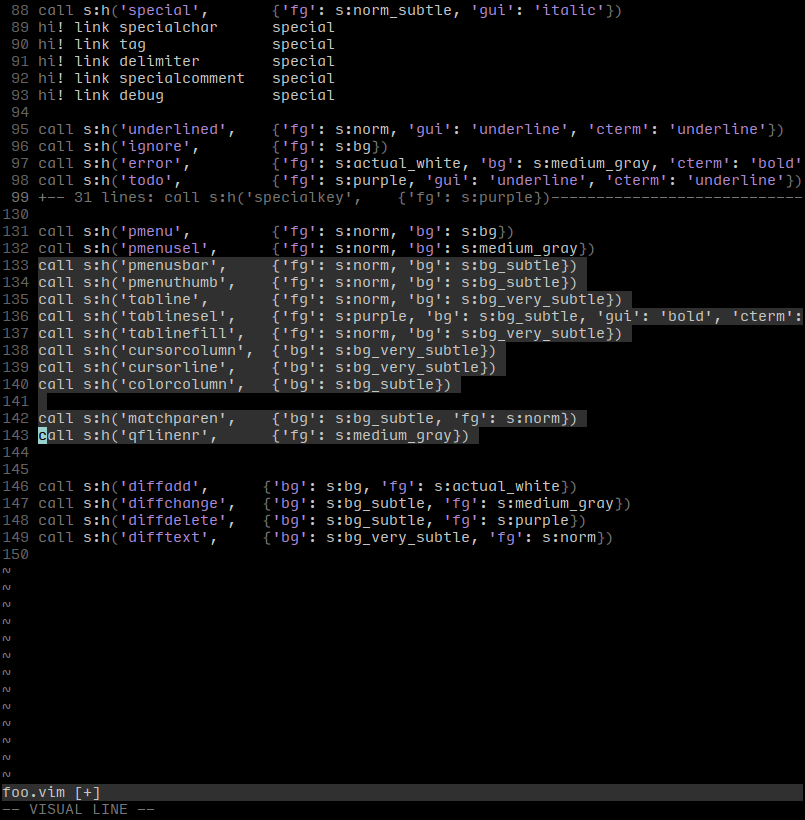 88 call s:h('special',       {'fg': s:norm_subtle, 'gui': 'italic'})
89 hi! link specialchar      special
90 hi! link tag              special
91 hi! link delimiter        special
92 hi! link specialcomment   special
93 hi! link debug            special
94
95 call s:h('underlined',    {'fg': s:norm, 'gui': 'underline', 'cterm': 'underline'})
96 call s:h('ignore',        {'fg': s:bg})
97 call s:h('error',         {'fg': s:actual_white, 'bg': s:medium_gray, 'cterm': 'bold'
98 call s:h('todo',          {'fg': s:purple, 'gui': 'underline', 'cterm': 'underline'})
99 +-- 31 lines: call s:h('specialkey',    {'fg': s:purple})----------------------------
130
131 call s:h('pmenu',         {'fg': s:norm, 'bg': s:bg})
132 call s:h('pmenusel',      {'fg': s:norm, 'bg': s:medium_gray})
133 call s:h('pmenusbar',     {'fg': s:norm, 'bg': s:bg_subtle})
134 call s:h('pmenuthumb',    {'fg': s:norm, 'bg': s:bg_subtle})
135 call s:h('tabline',       {'fg': s:norm, 'bg': s:bg_very_subtle})
136 call s:h('tablinesel',    {'fg': s:purple, 'bg': s:bg_subtle, 'gui': 'bold', 'cterm':
137 call s:h('tablinefill',   {'fg': s:norm, 'bg': s:bg_very_subtle})
138 call s:h('cursorcolumn',  {'bg': s:bg_very_subtle})
139 call s:h('cursorline',    {'bg': s:bg_very_subtle})
140 call s:h('colorcolumn',   {'bg': s:bg_subtle})
141
142 call s:h('matchparen',    {'bg': s:bg_subtle, 'fg': s:norm})
143 call s:h('qflinenr',      {'fg': s:medium_gray})
144
145
146 call s:h('diffadd',      {'bg': s:bg, 'fg': s:actual_white})
147 call s:h('diffchange',   {'bg': s:bg_subtle, 'fg': s:medium_gray})
148 call s:h('diffdelete',   {'bg': s:bg_subtle, 'fg': s:purple})
149 call s:h('difftext',     {'bg': s:bg_very_subtle, 'fg': s:norm})
150
~
~
~
~
~
~
~
~
~
~
~
~
~
foo.vim [+]
-- VISUAL LINE --